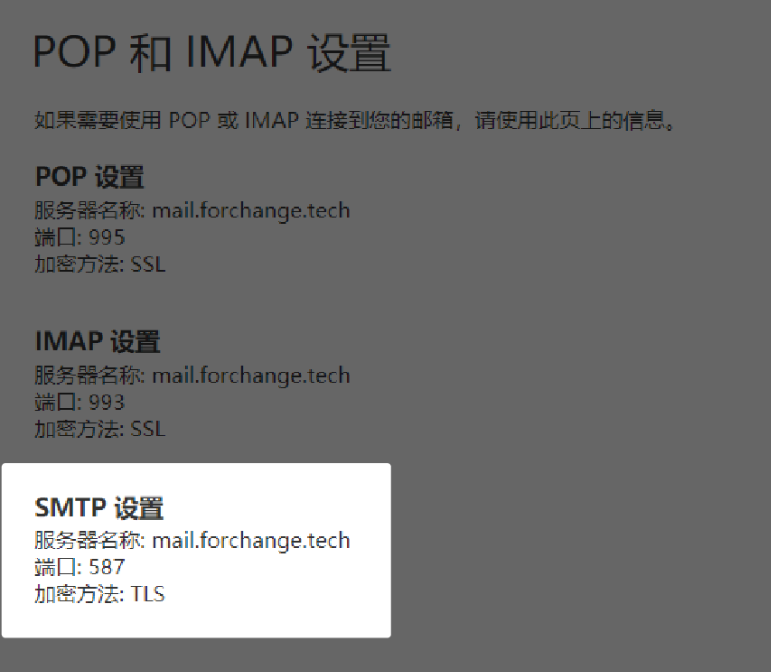 POP 和 IMAP 设置
如果需要使用 POP 或 IMAP 连接到您的邮箱，请使用此页上的信息。
POP 设置
服务器名称: mail.forchange.tech
端口: 995
加密方法: SSL
IMAP 设置
服务器名称: mail.forchange.tech
端口: 993
加密方法: SSL
SMTP 设置
服务器名称: mail.forchange.tech
端口: 587
加密方法: TLS